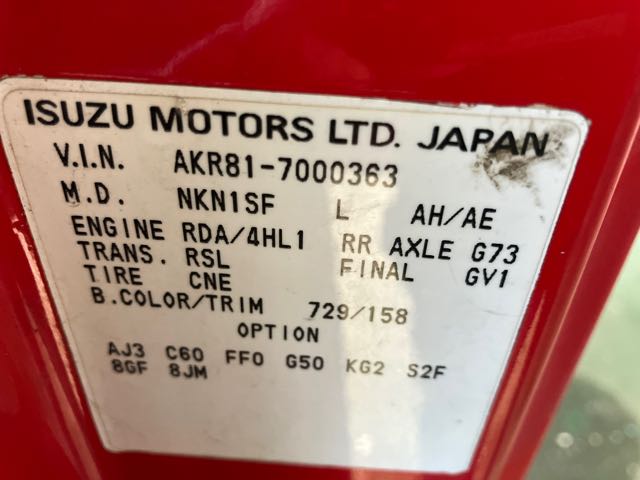 ISUZU MOTORS LTD. JAPAN
V.I.N. AKR81-7000363
M.D. NKN1SF L AH/AE
ENGINE RDA/4HL1 RR AXLE G73
TRANS. RSL FINAL GV1
TIRE CNE
B.COLOR/TRIM 729/158
OPTION
AJ3 C60 FF0 G50 KG2 S2F
8GF 8JM